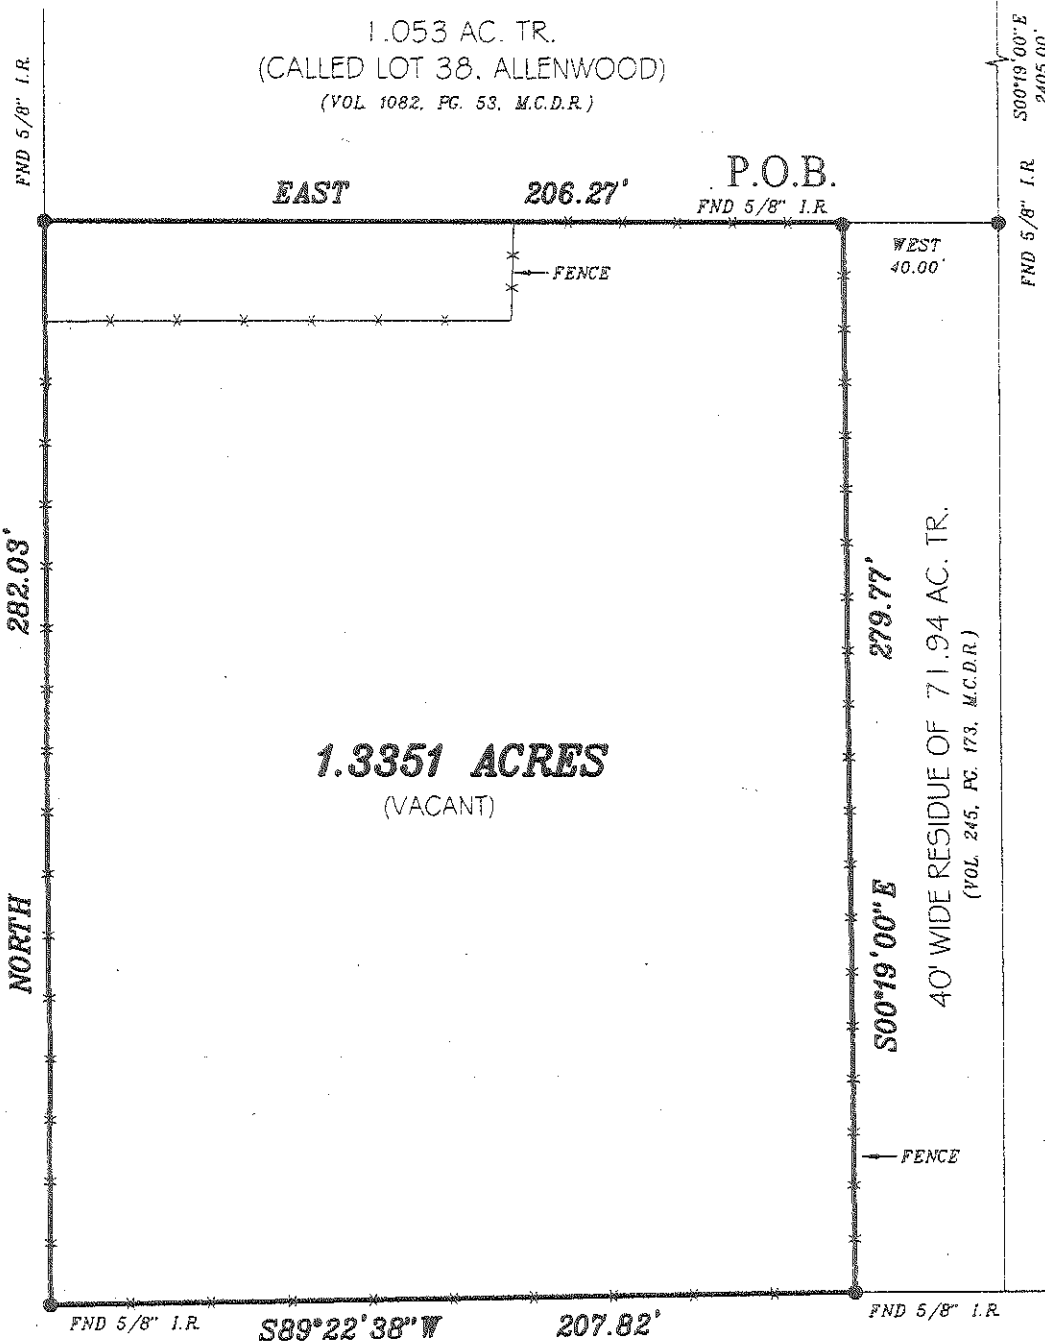 1.053 AC. TR.
(CALLED LOT 38, ALLENWOOD)
(VOL. 1082, PG. 53, M.C.D.R.)
FND 5/8" I.R.
S00°19'00"E
2405.00'
FND 5/8" I.R.
P.O.B.
EAST 206.27'
FND 5/8" I.R.
WEST
40.00'
FENCE
282.03'
NORTH
279.77'
S00°19'00"E
40' WIDE RESIDUE OF 71.94 AC. TR.
(VOL. 245, PG. 173, M.C.D.R.)
1.3351 ACRES
(VACANT)
FENCE
FND 5/8" I.R.
S89°22'38"W 207.82'
FND 5/8" I.R.